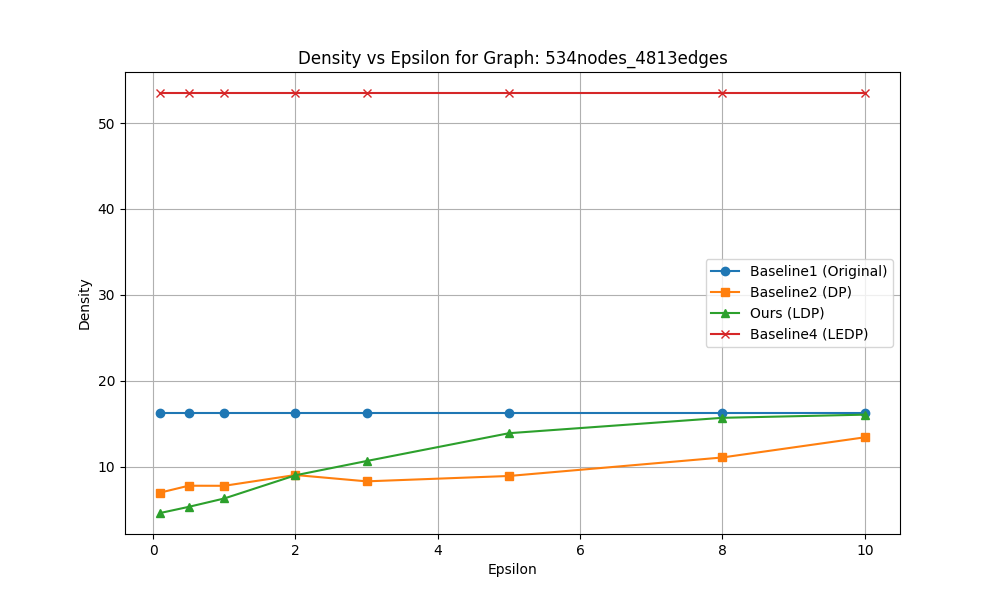 Density vs Epsilon for Graph: 534nodes_4813edges
50
40
30
20
10
Density
Baseline1 (Original)
Baseline2 (DP)
Ours (LDP)
Baseline4 (LEDP)
0 2 4 6 8 10
Epsilon